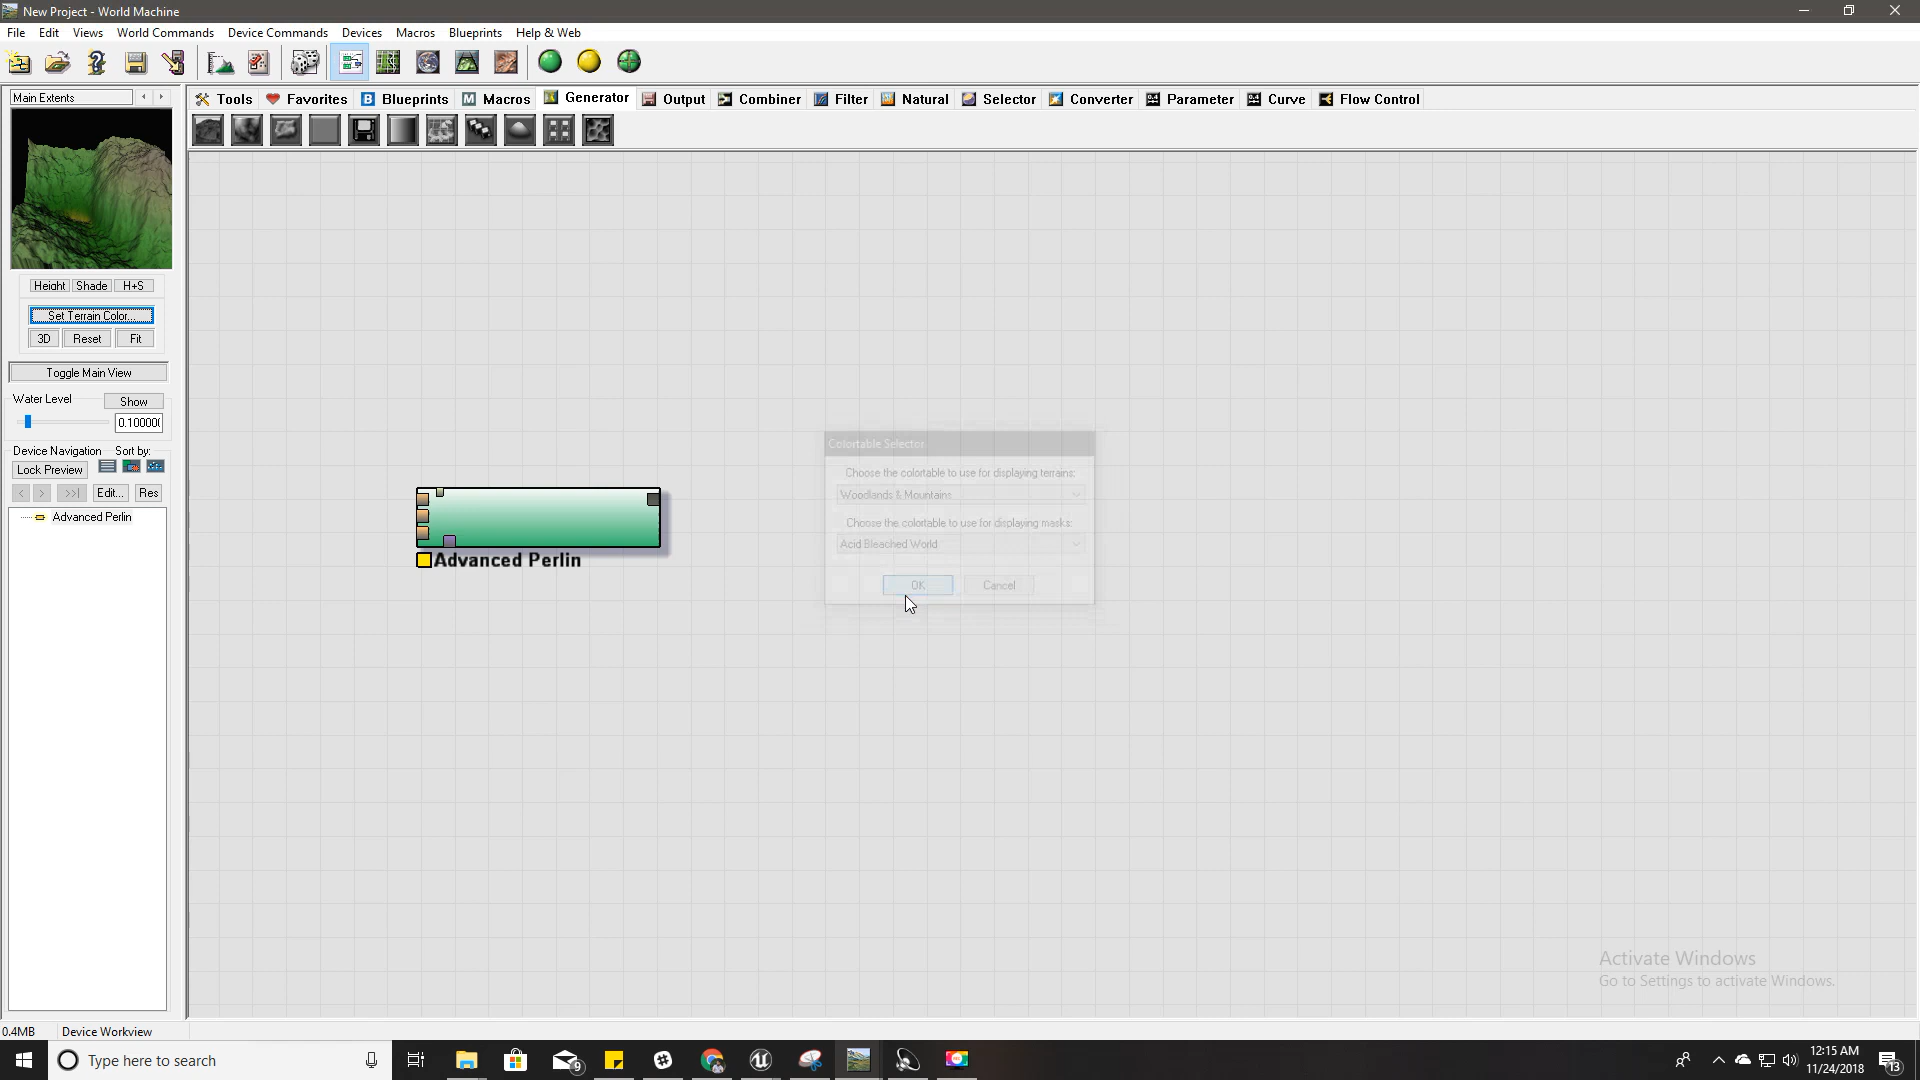 New Project - World Machine
File Edit Views World Commands Device Commands Devices Macros Blueprints Help & Web
Main Extents
Tools Favorites Blueprints Macros Generator Output Combiner Filter Natural Selector Converter Parameter Curve Flow Control
Height Shade H+S
Set Terrain Color...
3D Reset Fit
Toggle Main View
Water Level Show
0.10000(
Device Navigation Sort by:
Lock Preview
< > >>| Edit... Res
Advanced Perlin
Colortable Selector
Choose the colortable to use for displaying terrains:
Woodlands & Mountains
Choose the colortable to use for displaying masks:
Acid Bleached World
OK Cancel
Advanced Perlin
Activate Windows
Go to Settings to activate Windows.
0.4MB Device Workview
Type here to search
9
12:15 AM
11/24/2018
13